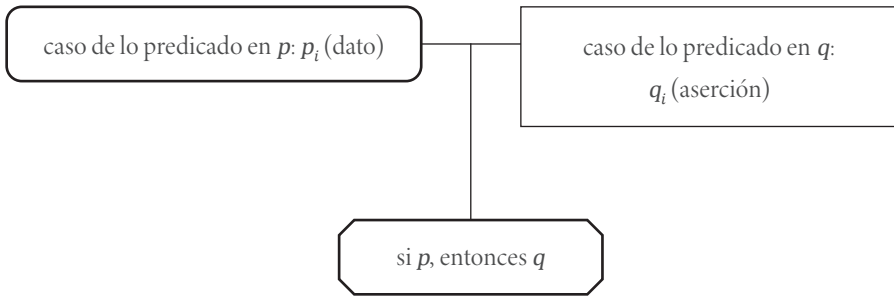 caso de lo predicado en p: pᵢ (dato)
caso de lo predicado en q:
qᵢ (aserción)
si p, entonces q